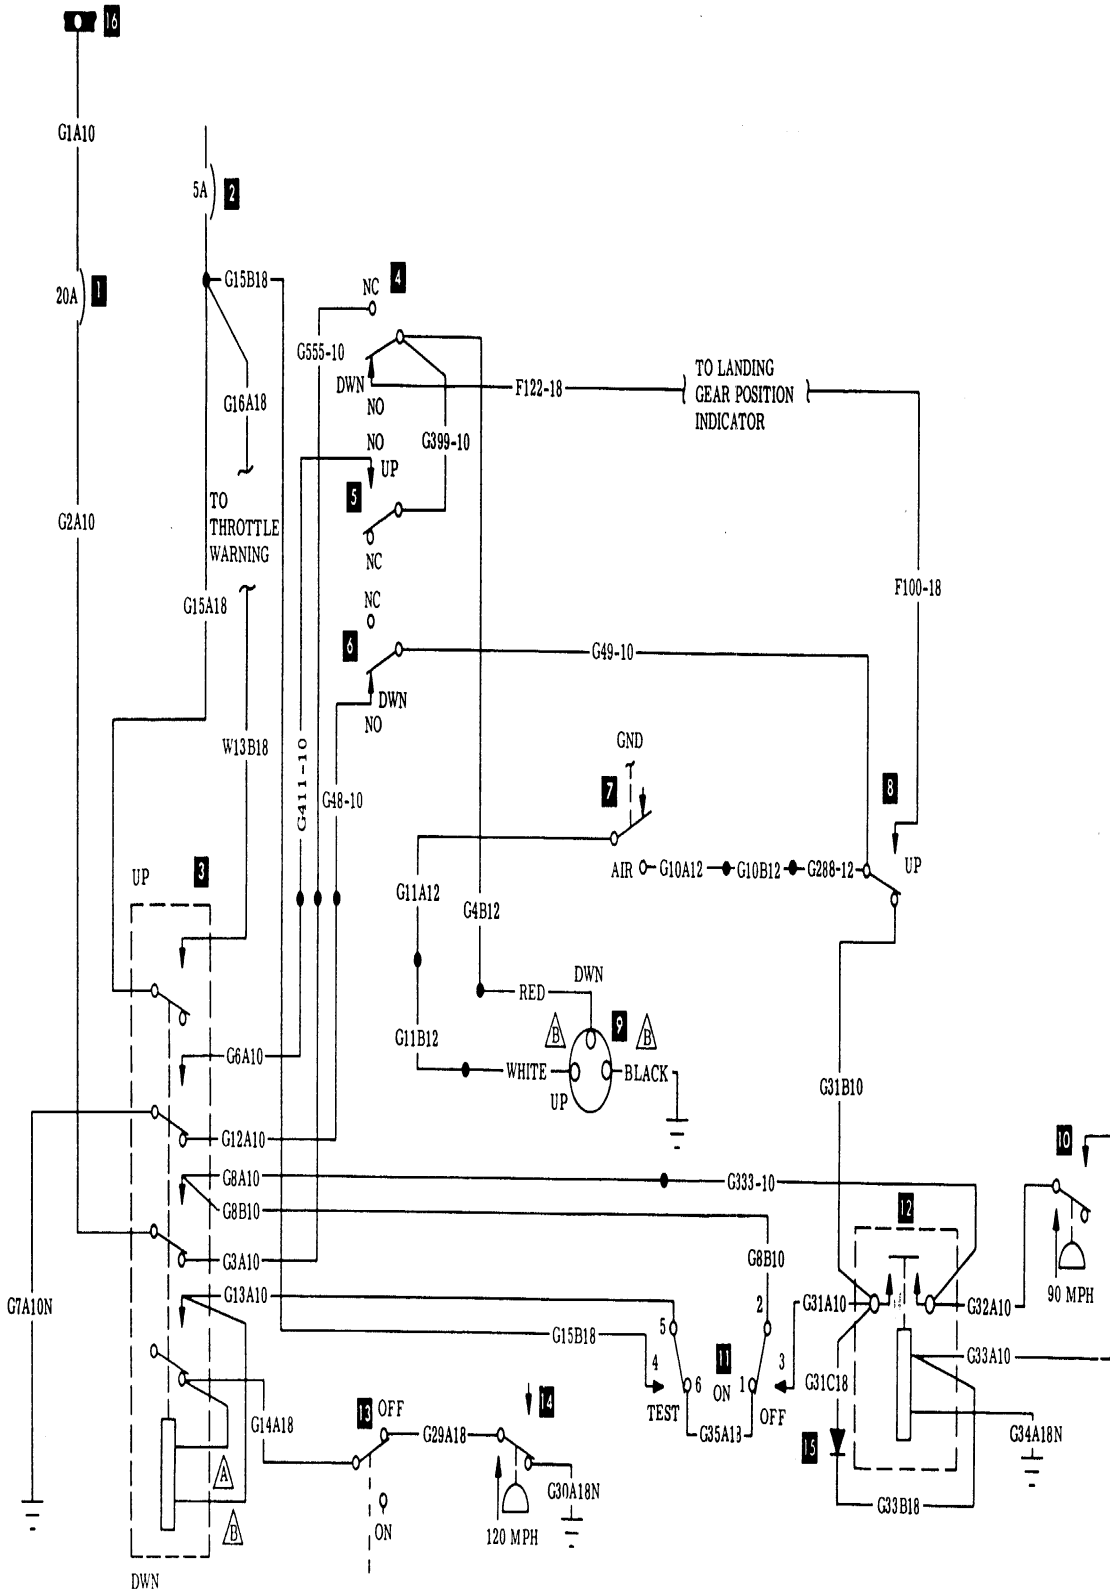 16
G1A10
5A
2
20A
1
G15B18
NC
4
G555-10
G16A18
DWN
NO
F122-18
TO LANDING
GEAR POSITION
INDICATOR
NO
UP
G399-10
5
NC
G2A10
TO
THROTTLE
WARNING
G15A18
F100-18
NC
6
G49-10
DWN
NO
W13B18
G411-10
G48-10
GND
7
8
AIR
G10A12
G10B12
G288-12
UP
UP
3
G11A12
G4B12
DWN
RED
B
9
B
G11B12
WHITE
BLACK
UP
G6A10
G12A10
G31B10
10
G8A10
G333-10
G8B10
12
G3A10
G8B10
G7A10N
G13A10
90 MPH
G31A10
G32A10
2
5
G15B18
11
3
4
G33A10
6
ON
1
TEST
OFF
G31C18
G35A18
G14A18
13
OFF
14
G29A18
15
G34A18N
A
G30A18N
G33B18
B
ON
120 MPH
DWN